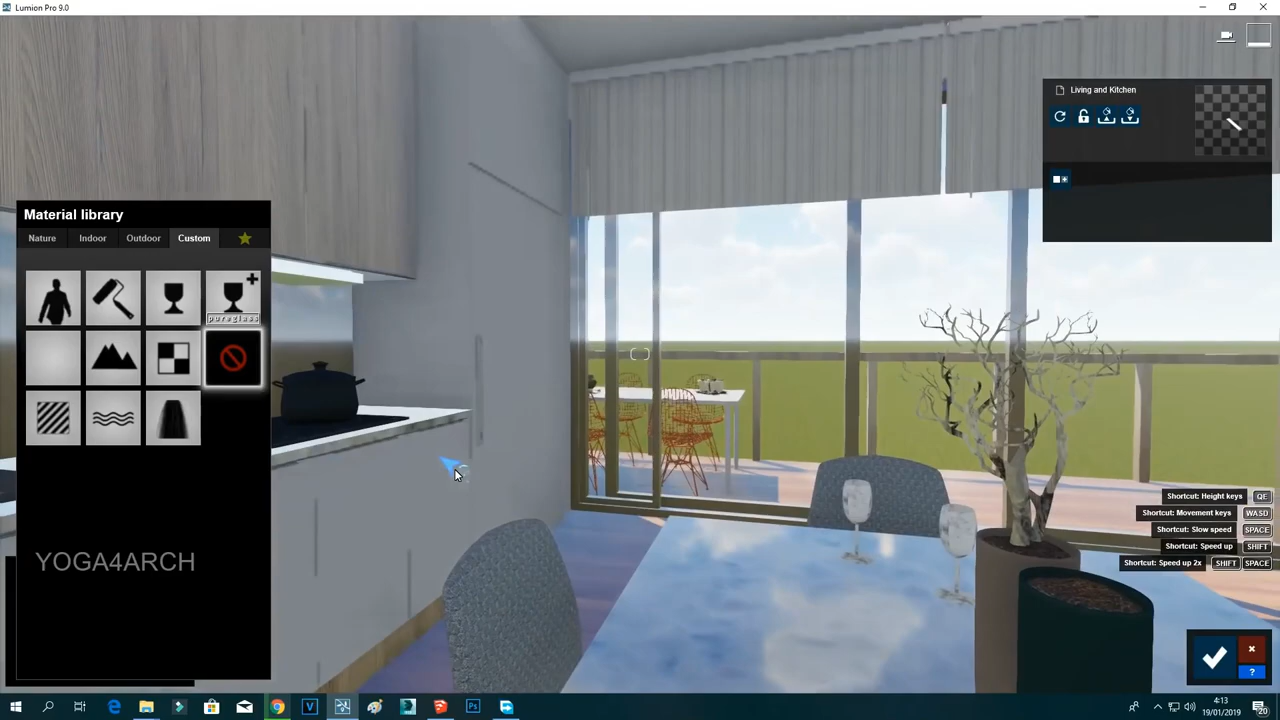 Lumion Pro 9.0
Living and Kitchen
Material library
Nature Indoor Outdoor Custom
pureglass
YOGA4ARCH
Shortcut: Height keys QE
Shortcut: Movement keys WASD
Shortcut: Slow speed SPACE
Shortcut: Speed up SHIFT
Shortcut: Speed up 2x SHIFT SPACE
?
V
Ps
4:13
19/01/2019
20